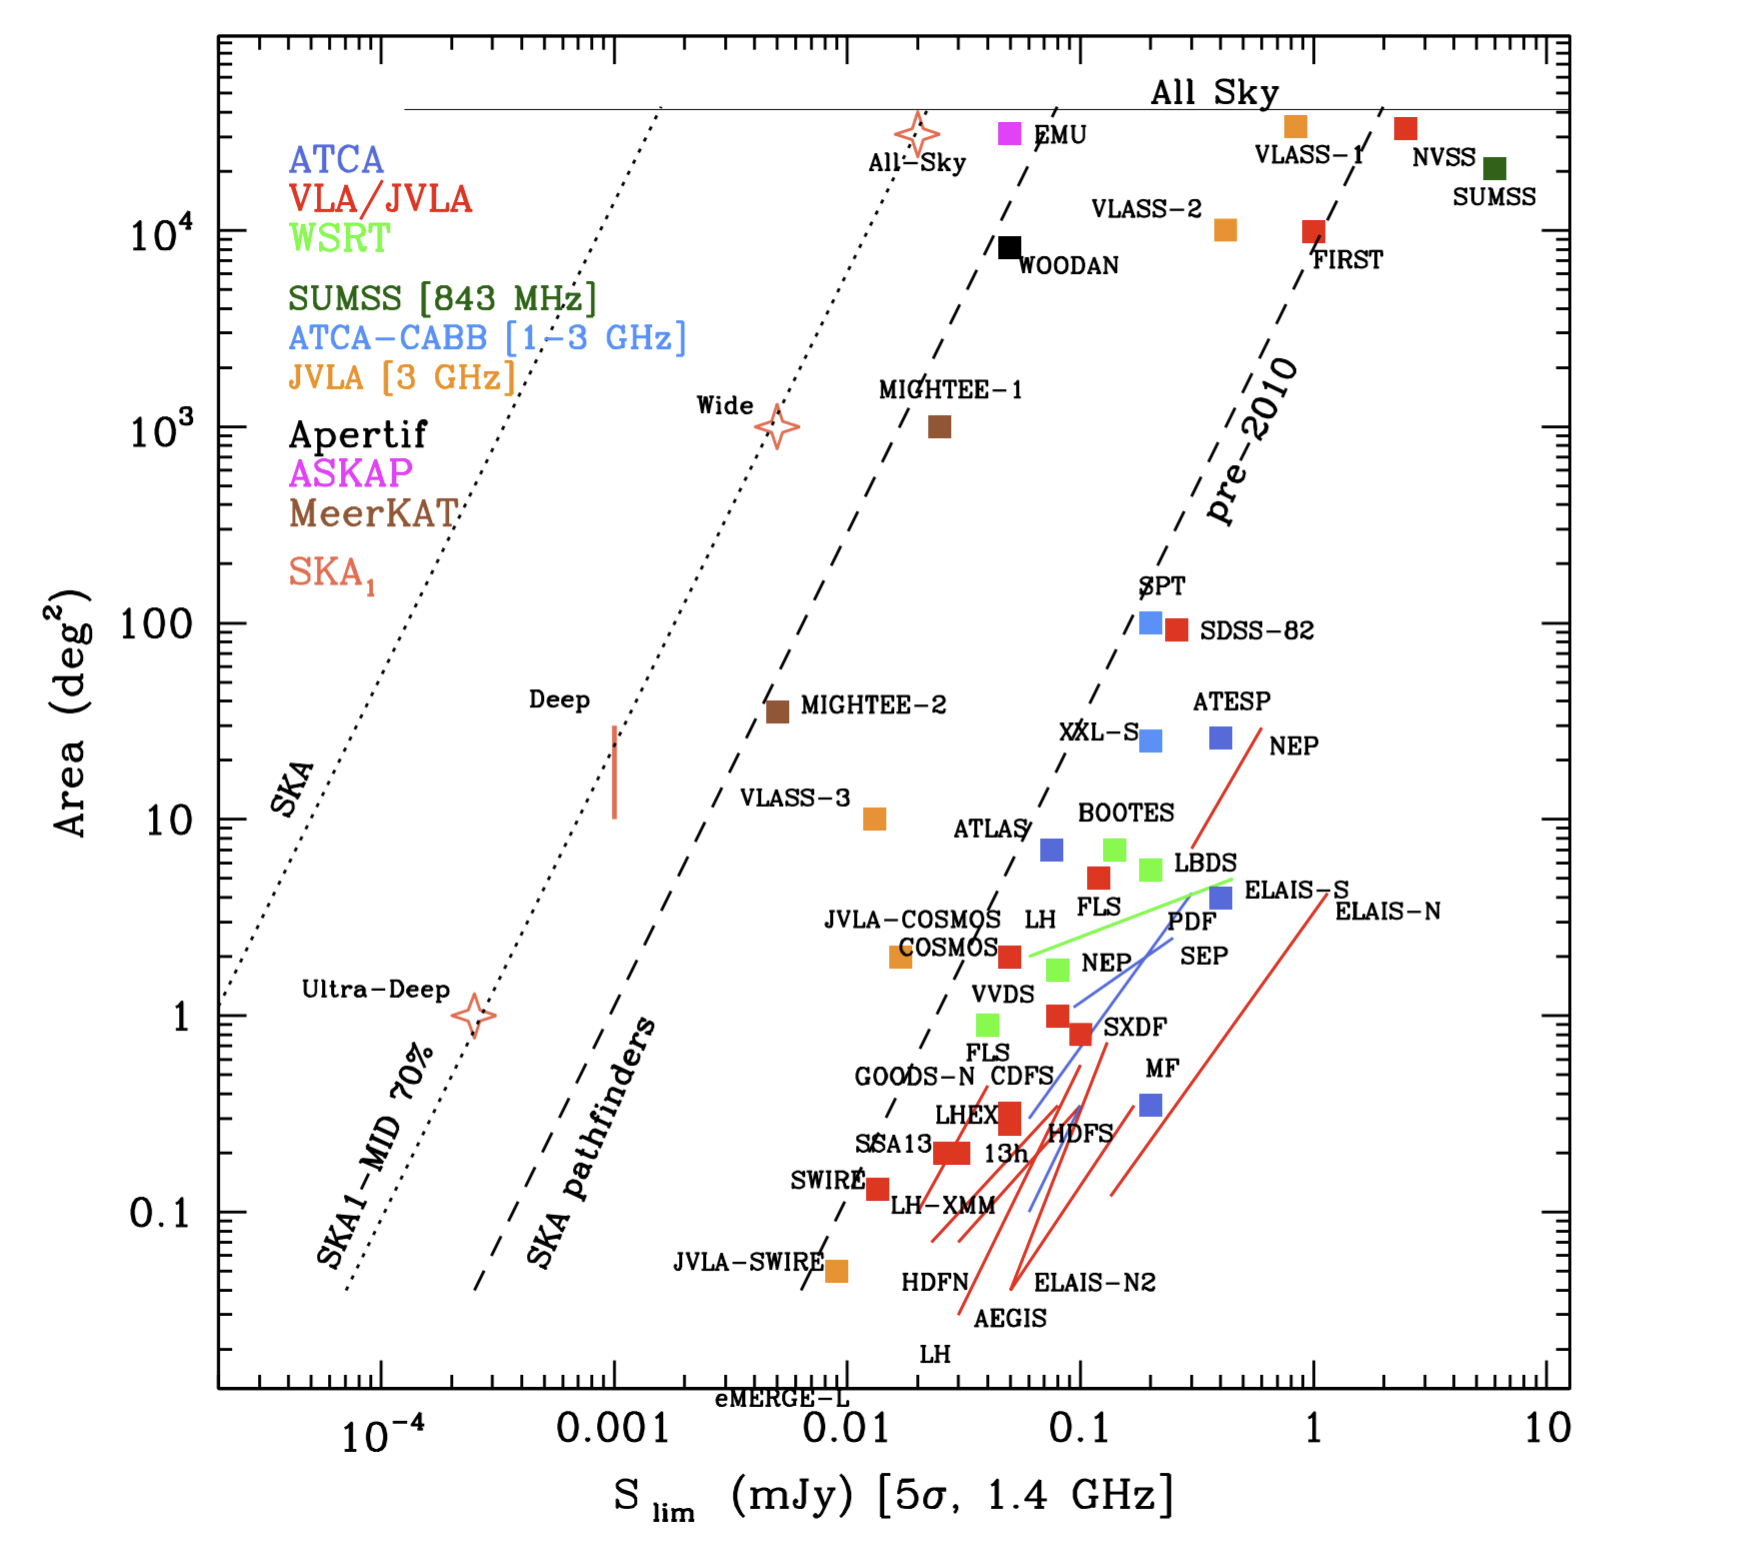 All Sky
EMU
All-Sky
VLASS-1
NVSS
SUMSS
ATCA
VLA/JVLA
WSRT
VLASS-2
FIRST
WOODAN
10⁴
SUMSS [843 MHz]
ATCA-CABB [1-3 GHz]
JVLA [3 GHz]
MIGHTEE-1
Wide
10³
Apertif
ASKAP
MeerKAT
pre-2010
SKA₁
SPT
100
SDSS-82
Area (deg²)
Deep
MIGHTEE-2
ATESP
XXL-S
NEP
SKA
VLASS-3
10
BOOTES
ATLAS
LBDS
ELAIS-S
FLS
ELAIS-N
JVLA-COSMOS
LH
PDF
COSMOS
SEP
NEP
Ultra-Deep
VVDS
1
SXDF
FLS
MF
GOODS-N
CDFS
LHEX
HDFS
SSA13
13h
SWIRE
LH-XMM
0.1
SKA1-MID 70%
SKA pathfinders
JVLA-SWIRE
HDFN
ELAIS-N2
AEGIS
LH
eMERGE-L
10⁻⁴
0.001
0.01
0.1
1
10
S lim (mJy) [5σ, 1.4 GHz]